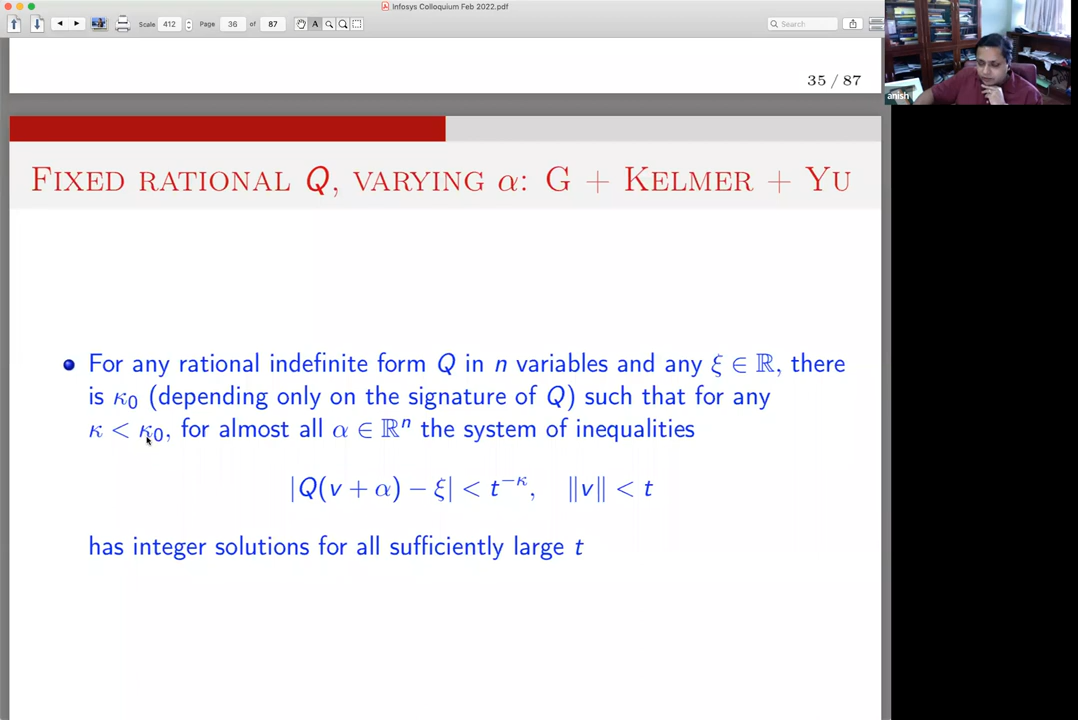 Infosys Colloquium Feb 2022.pdf
Scale 412 Page 36 of 87 Search
anish
35 / 87
FIXED RATIONAL Q, VARYING α: G + KELMER + YU
For any rational indefinite form Q in n variables and any ξ ∈ ℝ, there
is κ₀ (depending only on the signature of Q) such that for any
κ < κ₀, for almost all α ∈ ℝⁿ the system of inequalities
|Q(v + α) − ξ| < t^{−κ}, ‖v‖ < t
has integer solutions for all sufficiently large t